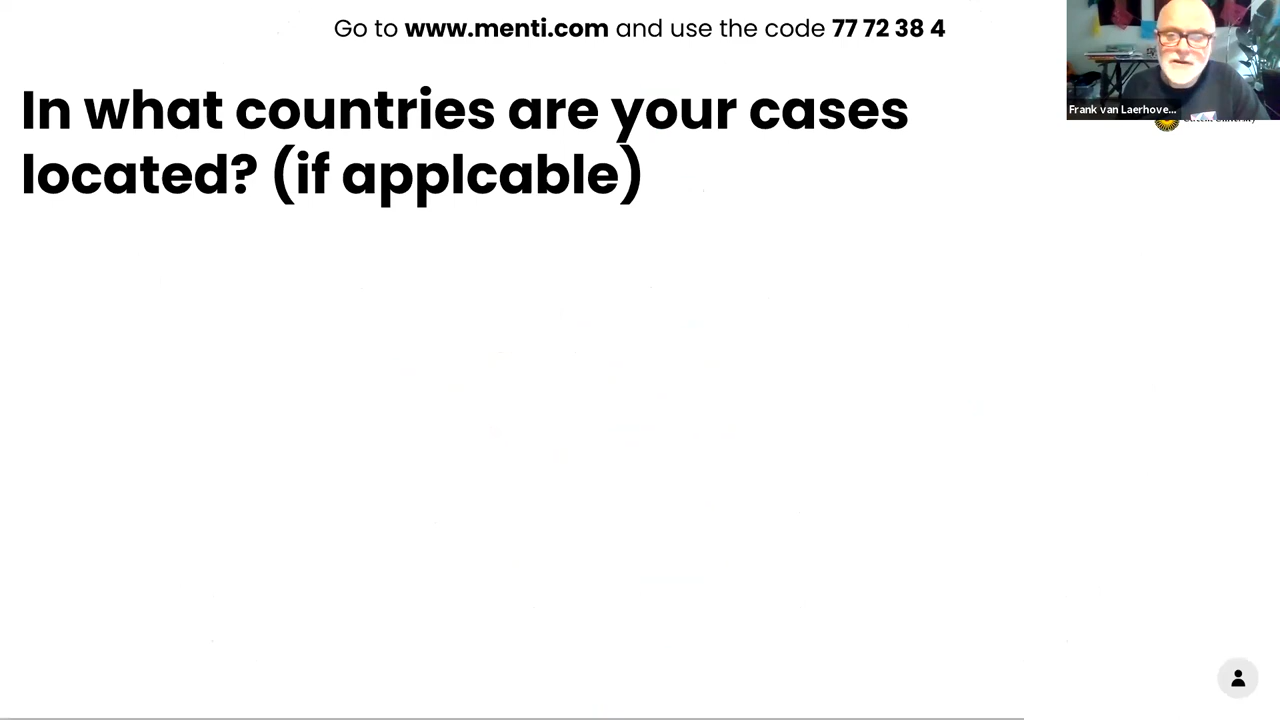 Go to www.menti.com and use the code 77 72 38 4
In what countries are your cases
located? (if applcable)
Frank van Laerhove...